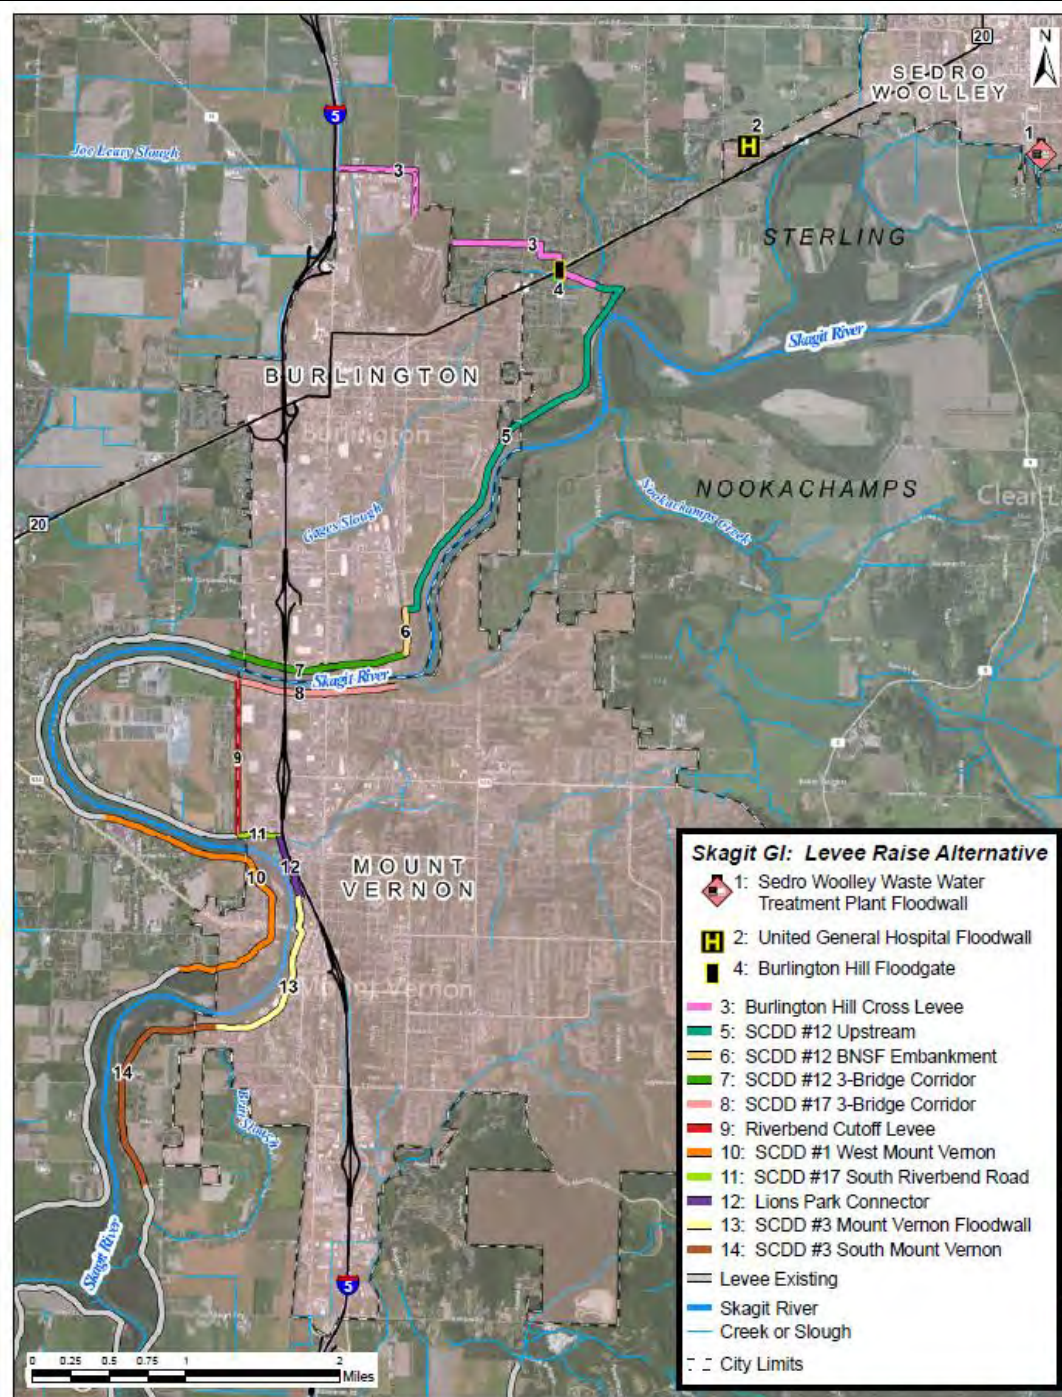 N
20
SEDRO
WOOLLEY
5
2
H
1
Joe Leary Slough
3
STERLING
3
4
Skagit River
BURLINGTON
Burlington
5
NOOKACHAMPS
Clear
Nookachamps Creek
Gages Slough
20
6
7
Skagit River
8
9
11
12
10
MOUNT
VERNON
13
Mount Vernon
14
Britt Slough
Skagit River
5
0 0.25 0.5 0.75 1 2
Miles
Skagit GI: Levee Raise Alternative
1: Sedro Woolley Waste Water
Treatment Plant Floodwall
H 2: United General Hospital Floodwall
4: Burlington Hill Floodgate
3: Burlington Hill Cross Levee
5: SCDD #12 Upstream
6: SCDD #12 BNSF Embankment
7: SCDD #12 3-Bridge Corridor
8: SCDD #17 3-Bridge Corridor
9: Riverbend Cutoff Levee
10: SCDD #1 West Mount Vernon
11: SCDD #17 South Riverbend Road
12: Lions Park Connector
13: SCDD #3 Mount Vernon Floodwall
14: SCDD #3 South Mount Vernon
Levee Existing
Skagit River
Creek or Slough
City Limits